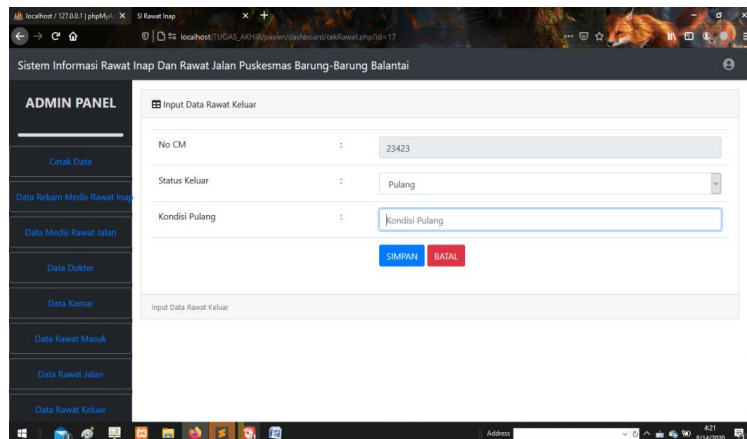 localhost / 127.0.0.1 | phpMyA
SI Rawat Inap
localhost/TUGAS_AKHIR/pasien/dashboard/cekRawat.php?id=17
Sistem Informasi Rawat Inap Dan Rawat Jalan Puskesmas Barung-Barung Balantai
ADMIN PANEL
Cetak Data
Data Rekam Medis Rawat Inap
Data Medis Rawat Jalan
Data Dokter
Data Kamar
Data Rawat Masuk
Data Rawat Jalan
Data Rawat Keluar
Input Data Rawat Keluar
No CM : 23423
Status Keluar : Pulang
Kondisi Pulang : Kondisi Pulang
SIMPAN BATAL
Input Data Rawat Keluar
Address
4:21
9/14/2020